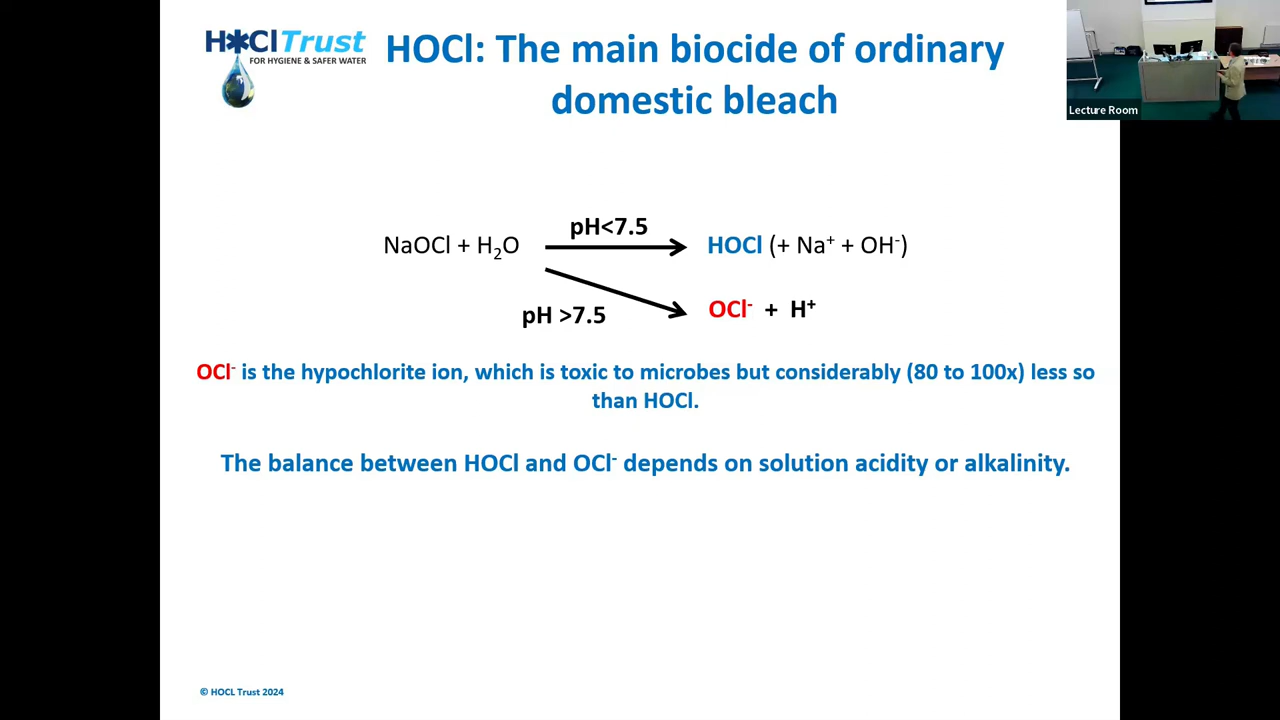 H*Cl Trust
FOR HYGIENE & SAFER WATER
HOCl: The main biocide of ordinary
domestic bleach
Lecture Room
pH<7.5
NaOCl + H₂O
HOCl (+ Na⁺ + OH⁻)
pH >7.5
OCl⁻ + H⁺
OCl⁻ is the hypochlorite ion, which is toxic to microbes but considerably (80 to 100x) less so
than HOCl.
The balance between HOCl and OCl⁻ depends on solution acidity or alkalinity.
© HOCL Trust 2024